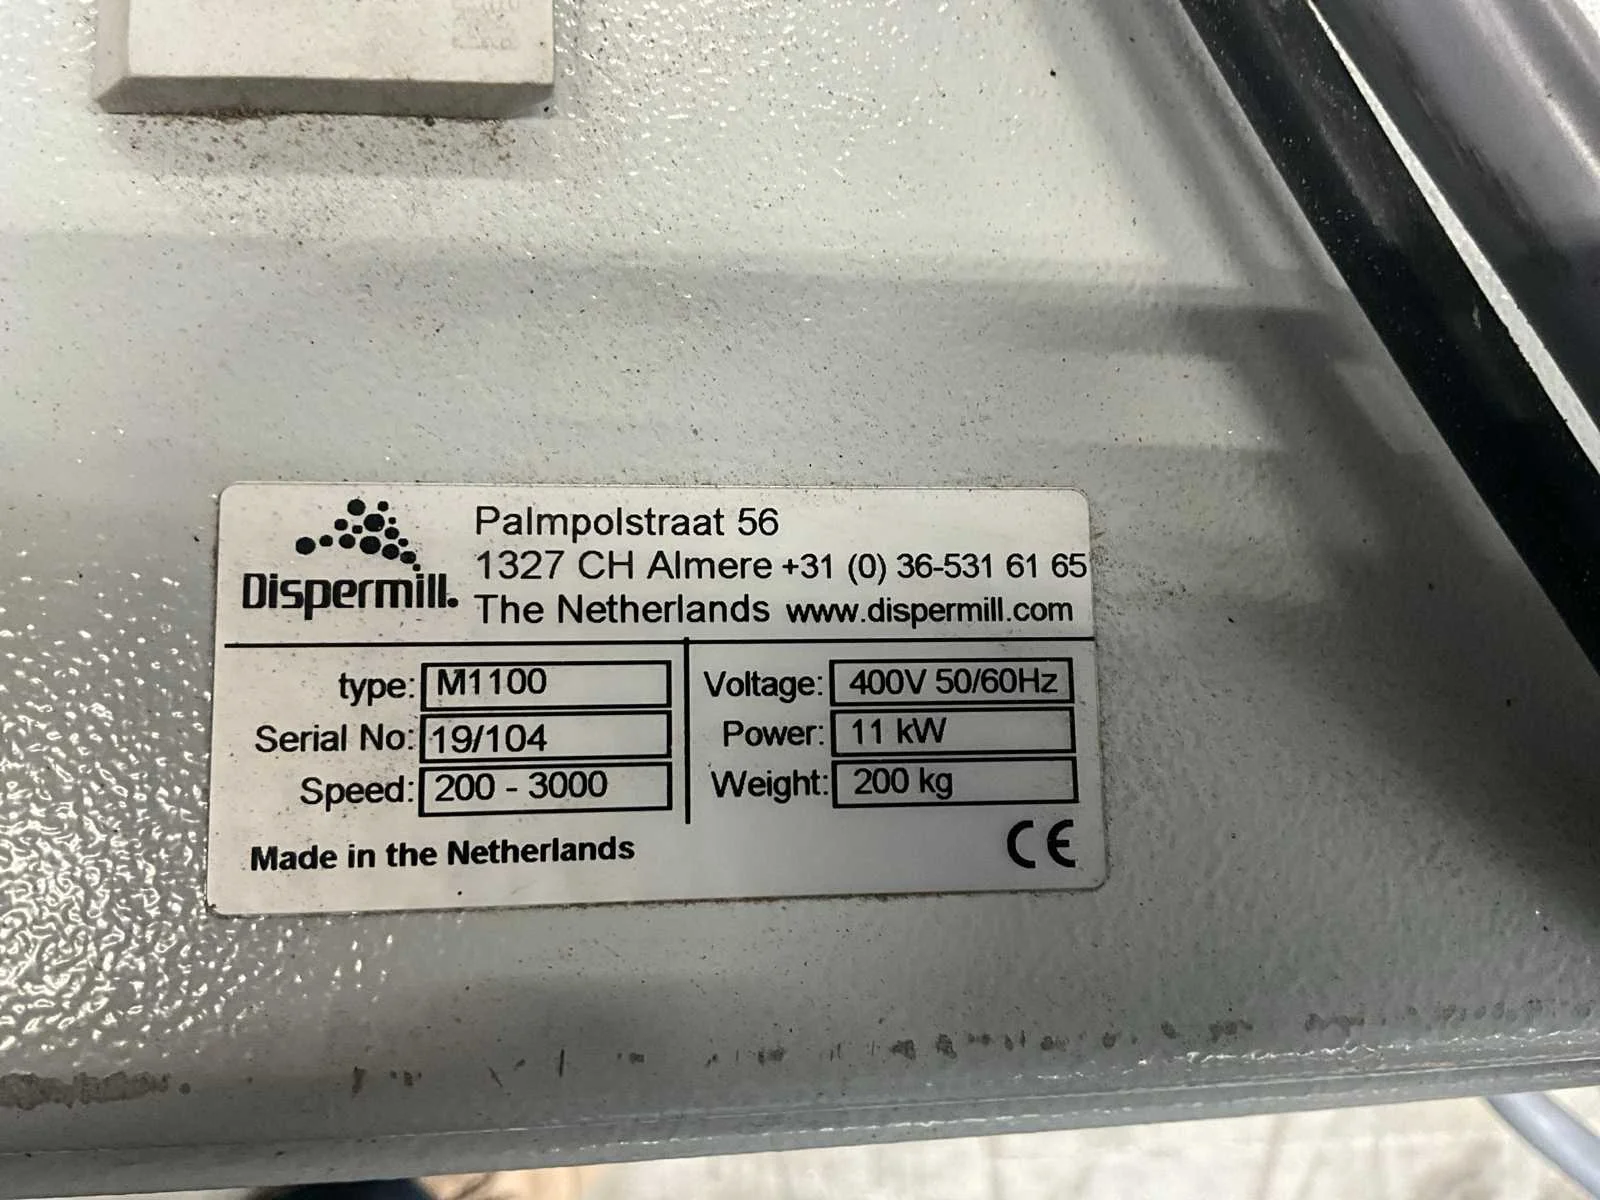 Dispermill.
Palmpolstraat 56
1327 CH Almere +31 (0) 36-531 61 65
The Netherlands www.dispermill.com
type: M1100
Serial No: 19/104
Speed: 200 - 3000
Voltage: 400V 50/60Hz
Power: 11 kW
Weight: 200 kg
Made in the Netherlands
CE